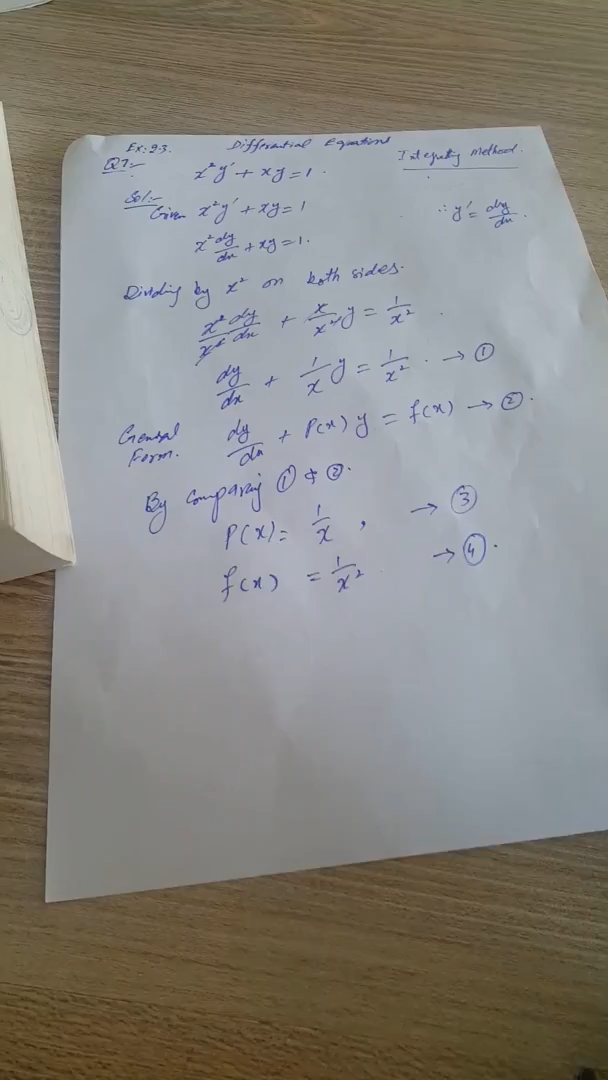 Ex: 2.3. Differential Equations
Q7:- Integrating Method.
x²y' + xy = 1.
Sol:- Given x²y' + xy = 1 ∴ y' = dy/dx.
x² dy/dx + xy = 1.
Dividing by x² on both sides.
x²/x² dy/dx + x/x² y = 1/x².
dy/dx + 1/x y = 1/x². → ①
General Form. dy/dx + P(x) y = f(x) → ②.
By comparing ① & ②.
P(x) = 1/x, → ③
f(x) = 1/x² → ④.